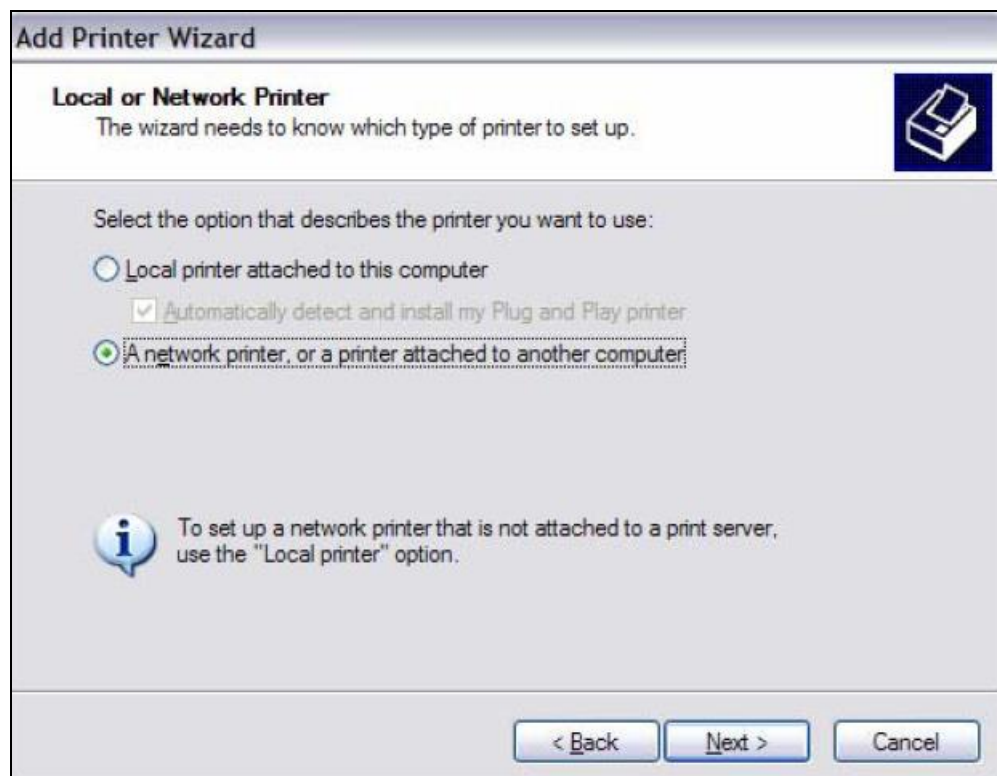 Add Printer Wizard
Local or Network Printer
The wizard needs to know which type of printer to set up.
Select the option that describes the printer you want to use:
Local printer attached to this computer
Automatically detect and install my Plug and Play printer
A network printer, or a printer attached to another computer
To set up a network printer that is not attached to a print server,
use the "Local printer" option.
< Back
Next >
Cancel